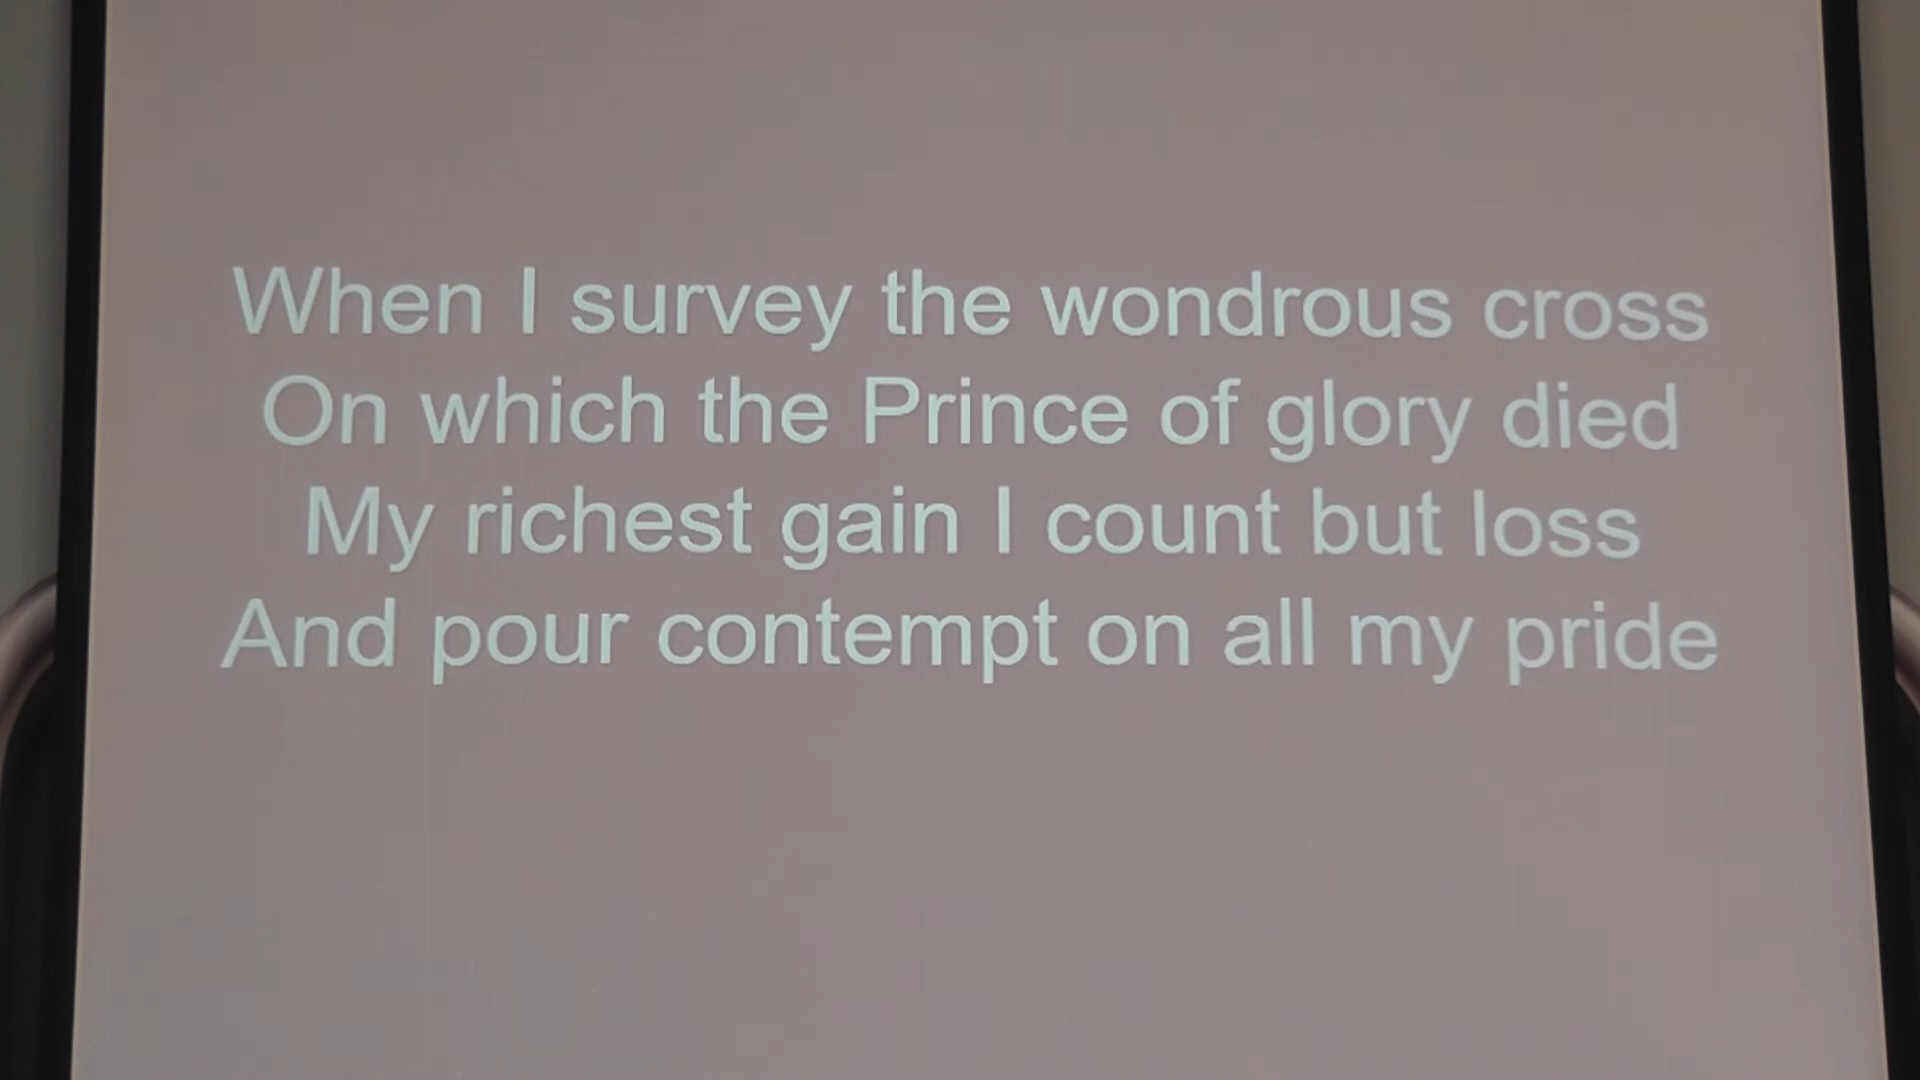 When I survey the wondrous cross
On which the Prince of glory died
My richest gain I count but loss
And pour contempt on all my pride